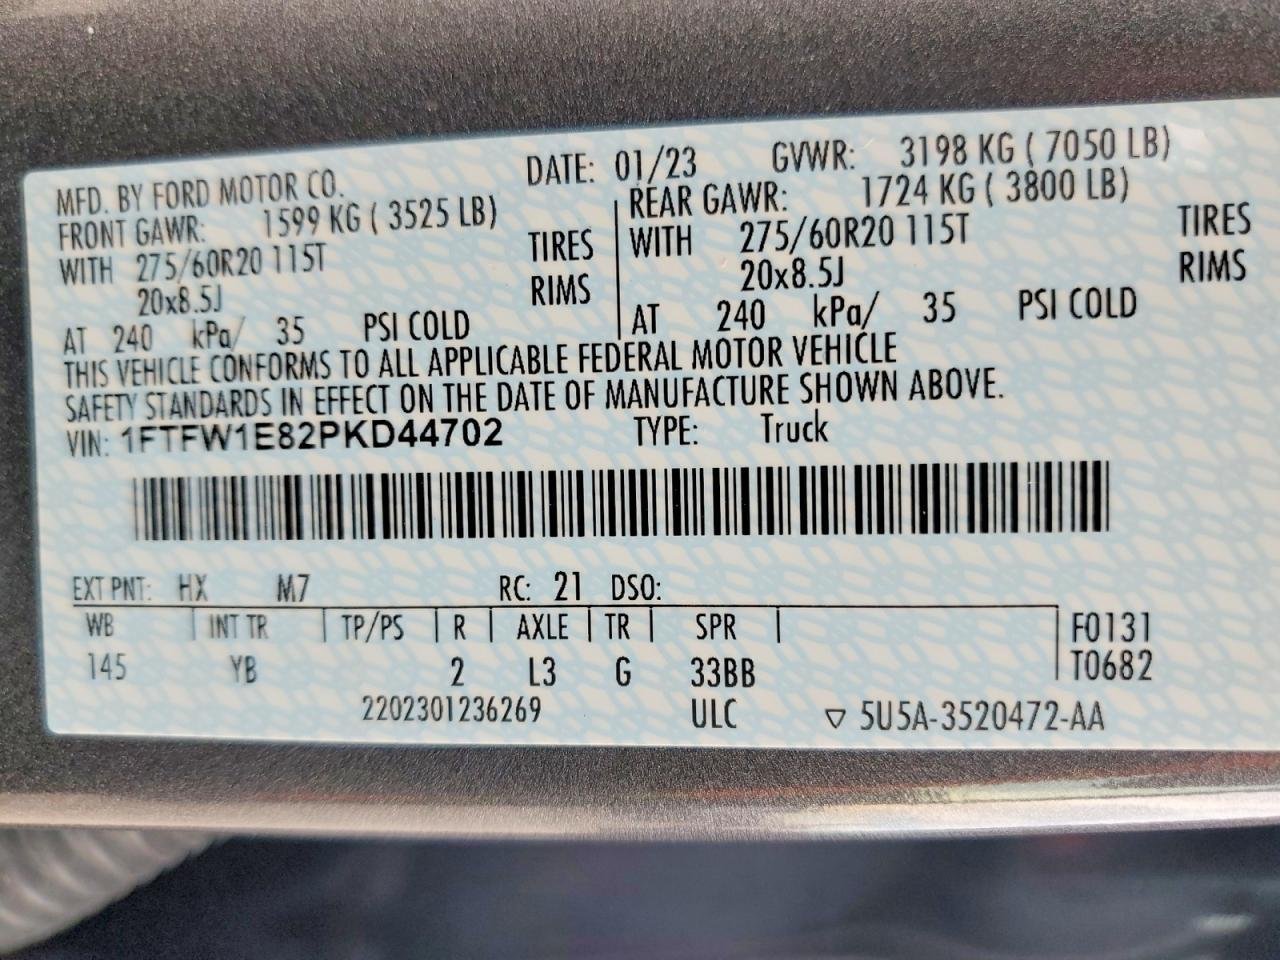 MFD. BY FORD MOTOR CO. DATE: 01/23 GVWR: 3198 KG ( 7050 LB)
FRONT GAWR: 1599 KG ( 3525 LB) REAR GAWR: 1724 KG ( 3800 LB)
WITH 275/60R20 115T TIRES WITH 275/60R20 115T TIRES
20x8.5J RIMS 20x8.5J RIMS
AT 240 kPa/ 35 PSI COLD AT 240 kPa/ 35 PSI COLD
THIS VEHICLE CONFORMS TO ALL APPLICABLE FEDERAL MOTOR VEHICLE
SAFETY STANDARDS IN EFFECT ON THE DATE OF MANUFACTURE SHOWN ABOVE.
VIN: 1FTFW1E82PKD44702 TYPE: Truck
EXT PNT: HX M7 RC: 21 DSO:
WB INT TR TP/PS R AXLE TR SPR F0131
145 YB 2 L3 G 33BB T0682
2202301236269 ULC ▽ 5U5A-3520472-AA